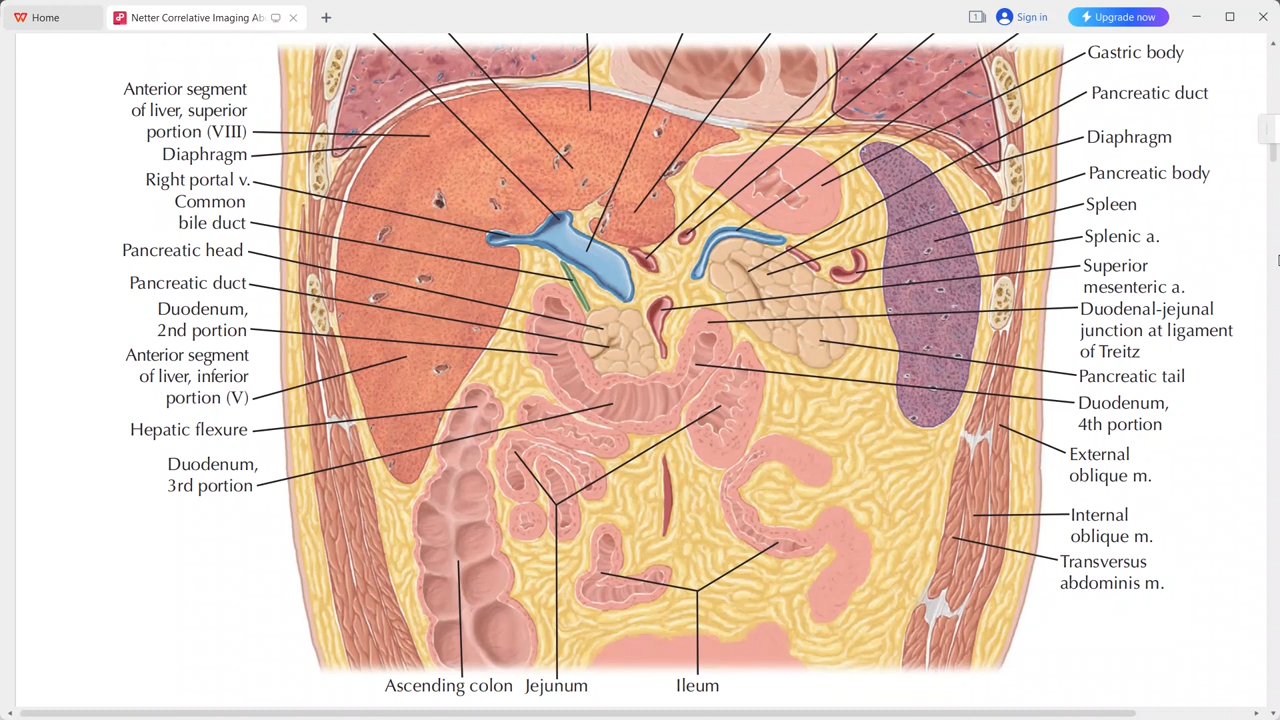 Home
Netter Correlative Imaging Ab
1
Sign in
Upgrade now
Anterior segment
of liver, superior
portion (VIII)
Diaphragm
Right portal v.
Common
bile duct
Pancreatic head
Pancreatic duct
Duodenum,
2nd portion
Anterior segment
of liver, inferior
portion (V)
Hepatic flexure
Duodenum,
3rd portion
Gastric body
Pancreatic duct
Diaphragm
Pancreatic body
Spleen
Splenic a.
Superior
mesenteric a.
Duodenal-jejunal
junction at ligament
of Treitz
Pancreatic tail
Duodenum,
4th portion
External
oblique m.
Internal
oblique m.
Transversus
abdominis m.
Ascending colon
Jejunum
Ileum